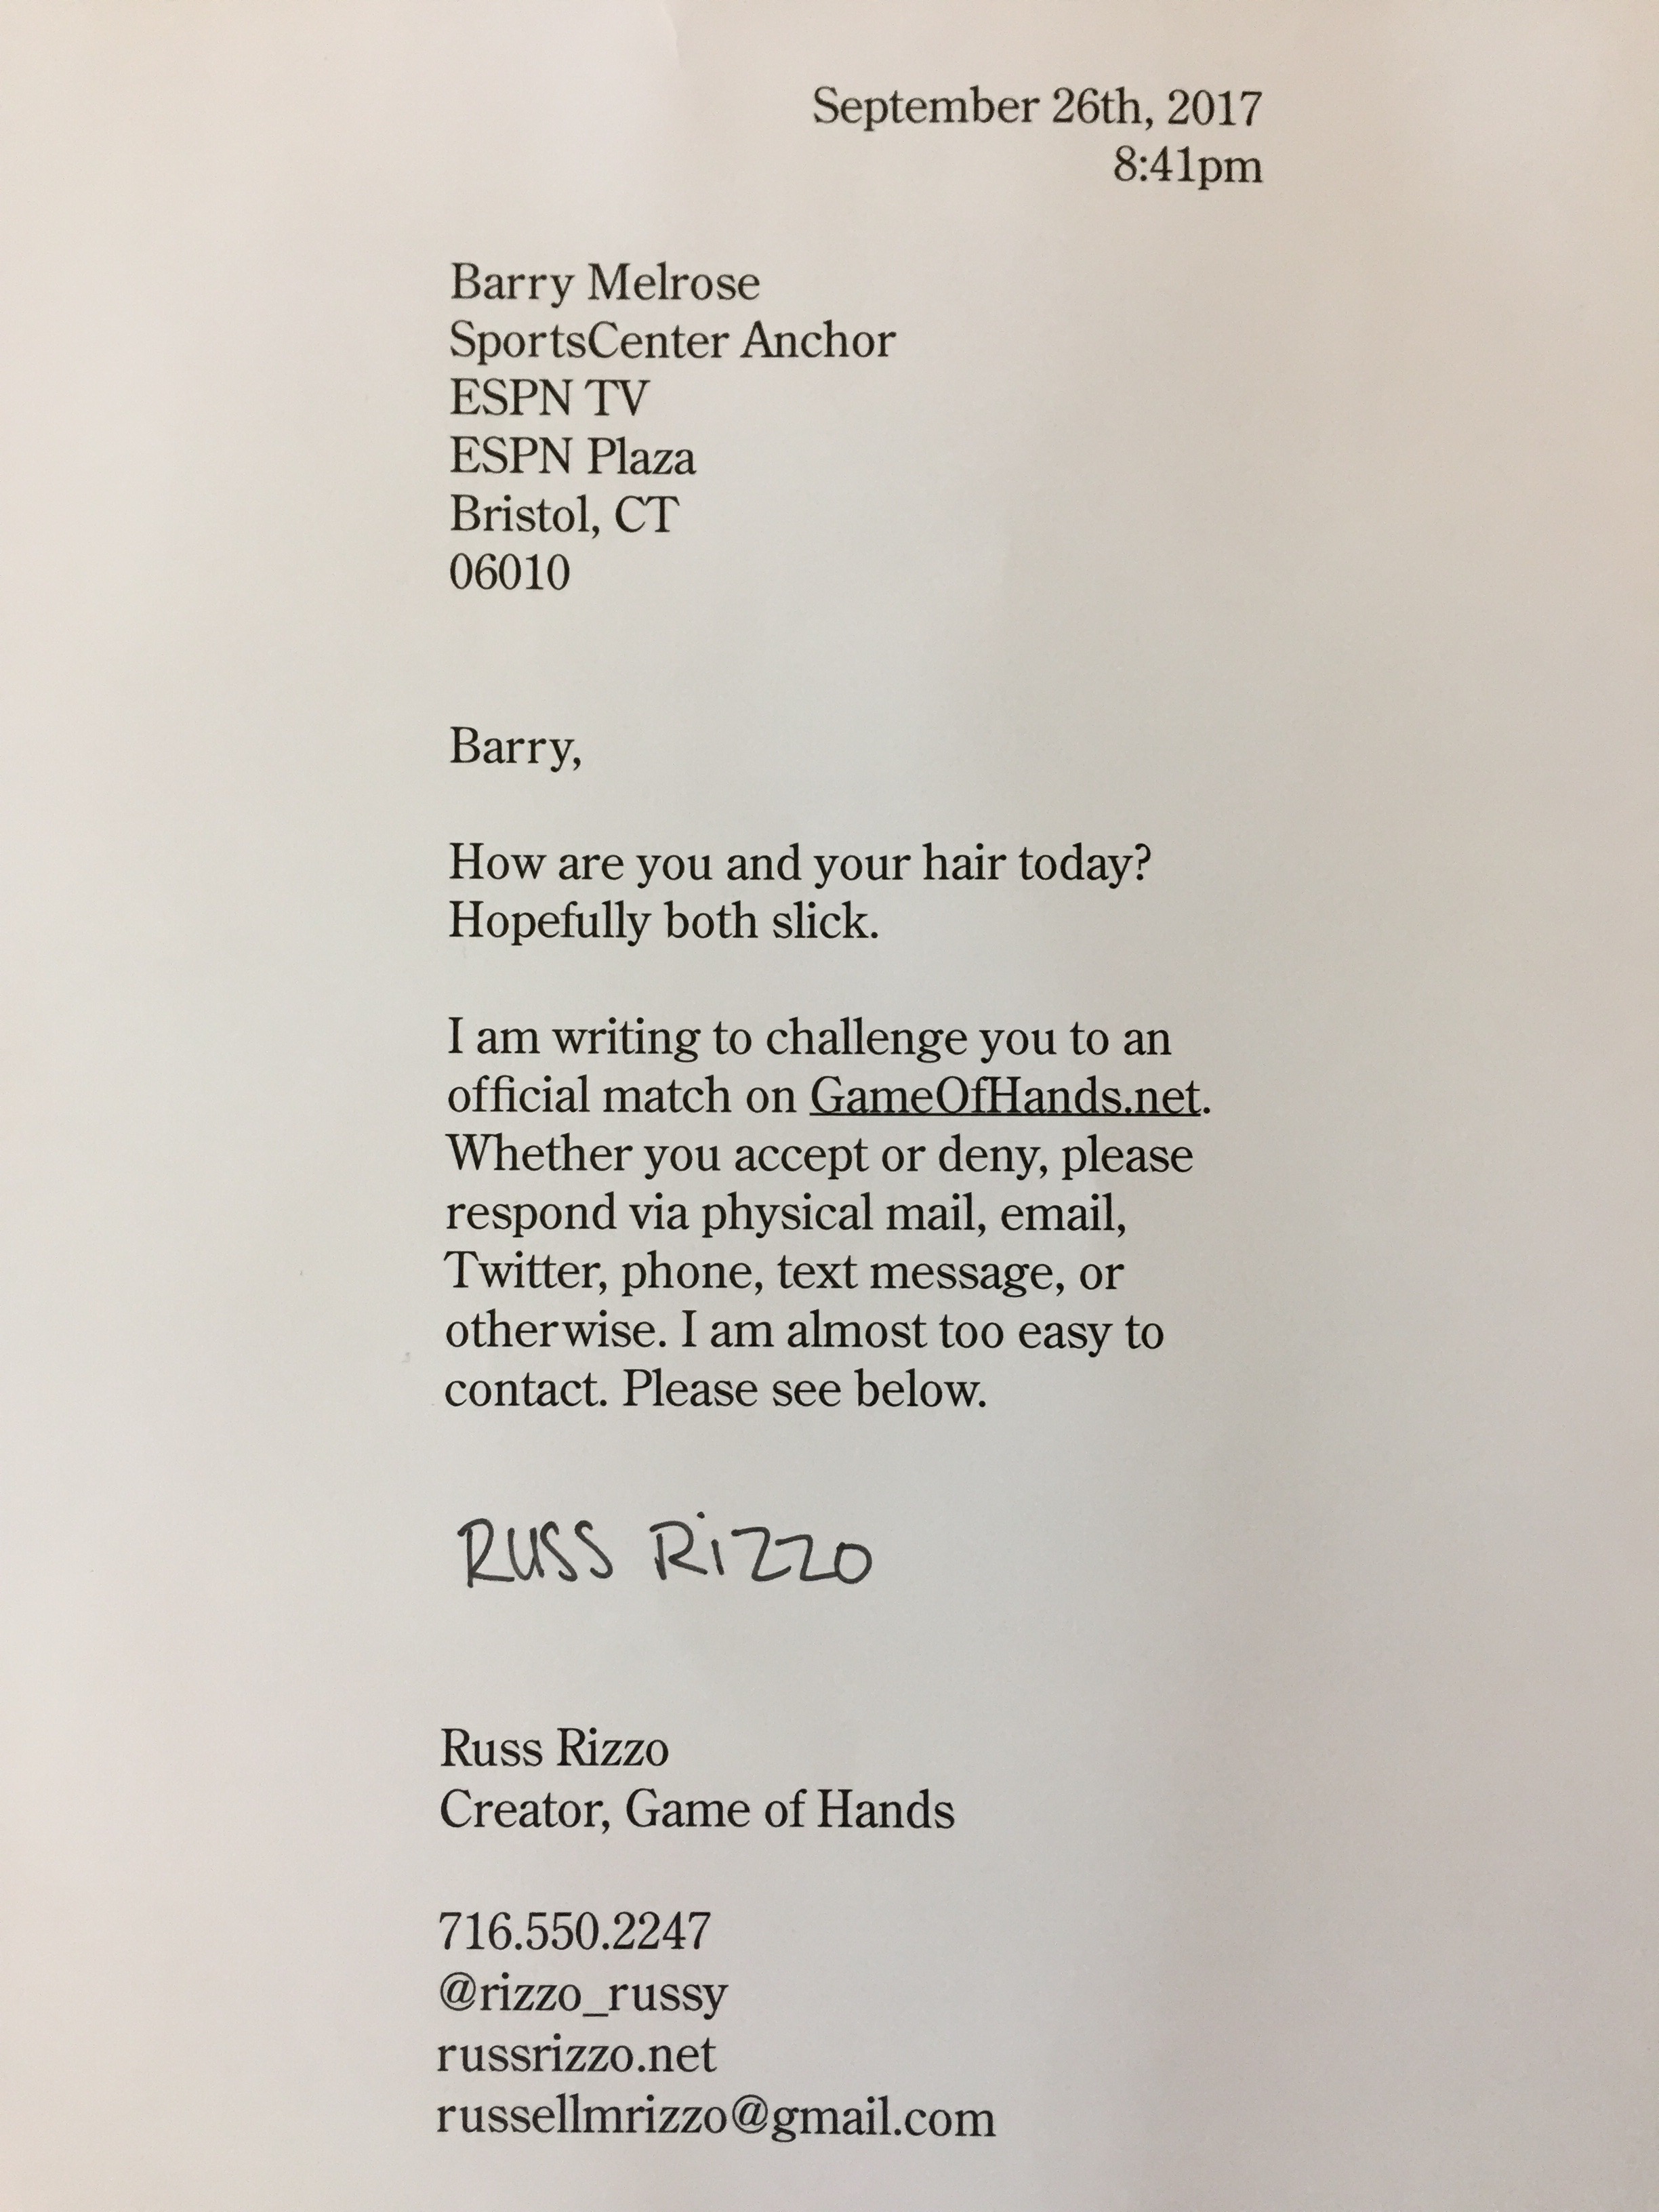 September 26th, 2017
8:41pm
Barry Melrose
SportsCenter Anchor
ESPN TV
ESPN Plaza
Bristol, CT
06010
Barry,
How are you and your hair today?
Hopefully both slick.
I am writing to challenge you to an
official match on GameOfHands.net.
Whether you accept or deny, please
respond via physical mail, email,
Twitter, phone, text message, or
otherwise. I am almost too easy to
contact. Please see below.
RUSS RiZZO
Russ Rizzo
Creator, Game of Hands
716.550.2247
@rizzo_russy
russrizzo.net
russellmrizzo@gmail.com